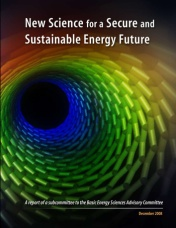 New Science for a Secure and
Sustainable Energy Future
A report of a subcommittee to the Basic Energy Sciences Advisory Committee
December 2008